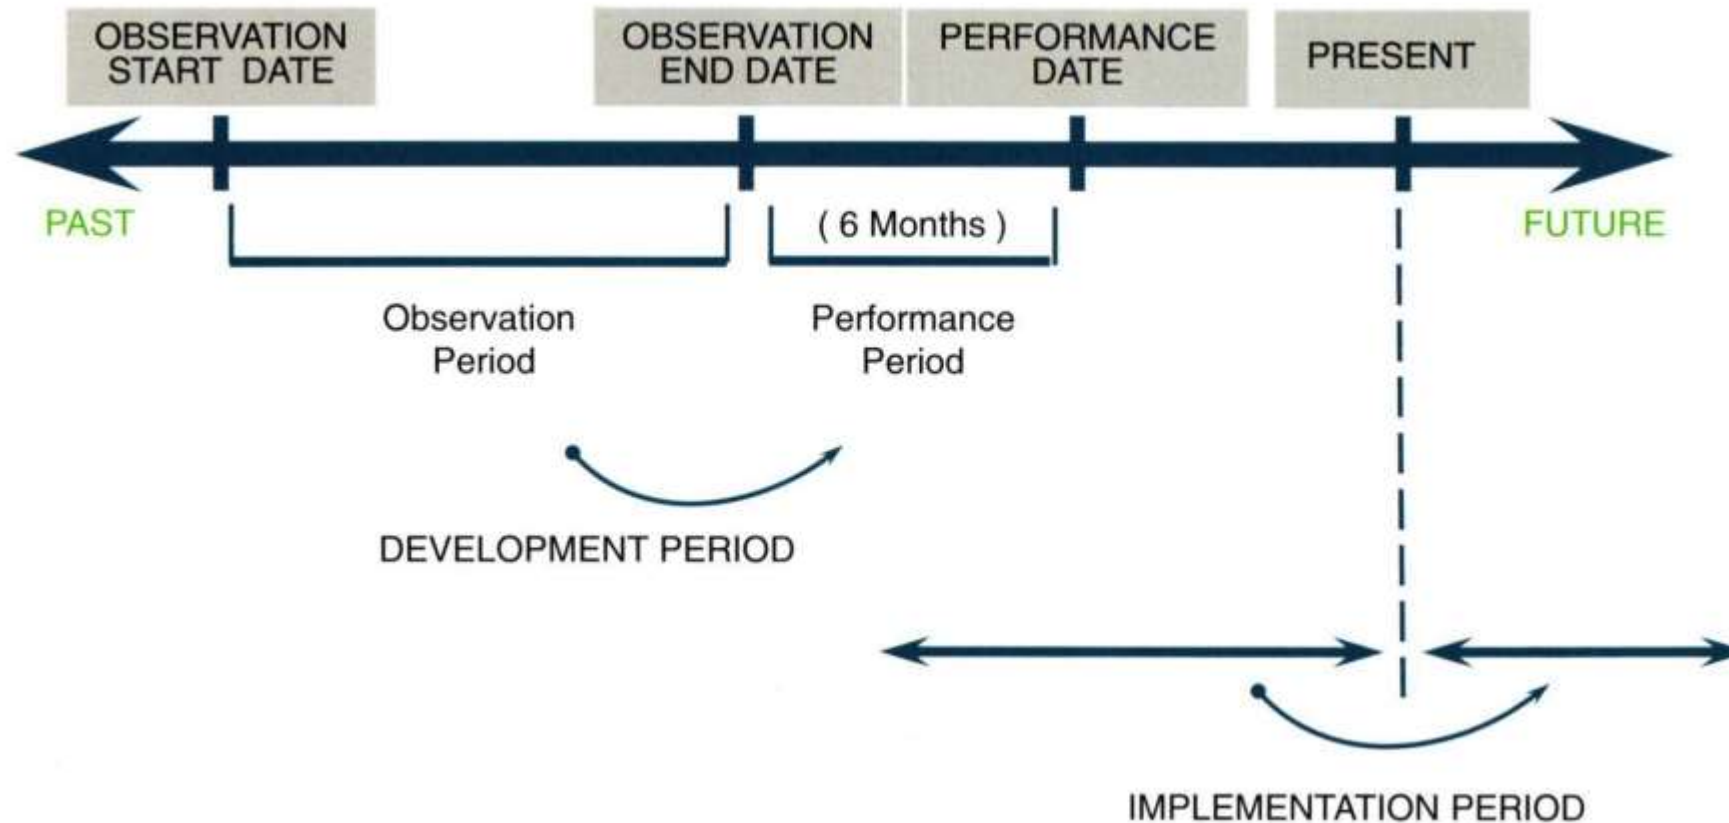 OBSERVATION
START DATE
OBSERVATION
END DATE
PERFORMANCE
DATE
PRESENT
PAST
( 6 Months )
FUTURE
Observation
Period
Performance
Period
DEVELOPMENT PERIOD
IMPLEMENTATION PERIOD